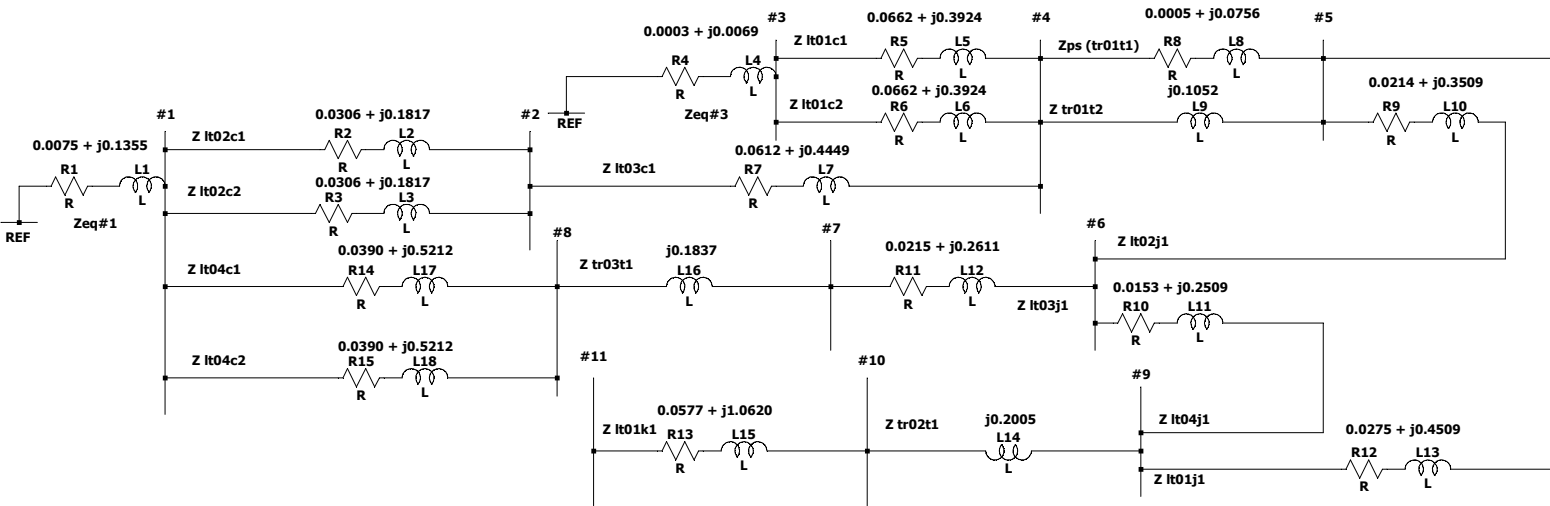 #3
#4
#5
0.0003 + j0.0069
0.0662 + j0.3924
0.0005 + j0.0756
Z lt01c1
R5
L5
R
L
Zps (tr01t1)
R8
L8
R
L
R4
L4
R
L
Zeq#3
REF
0.0662 + j0.3924
Z lt01c2
R6
L6
R
L
j0.1052
Z tr01t2
L9
L
0.0214 + j0.3509
R9
L10
R
L
#1
#2
0.0306 + j0.1817
Z lt02c1
R2
L2
R
L
0.0075 + j0.1355
R1
L1
R
L
Zeq#1
REF
0.0306 + j0.1817
Z lt02c2
R3
L3
R
L
0.0612 + j0.4449
Z lt03c1
R7
L7
R
L
#8
#7
#6
0.0390 + j0.5212
Z lt04c1
R14
L17
R
L
j0.1837
Z tr03t1
L16
L
0.0215 + j0.2611
R11
L12
R
L
Z lt03j1
Z lt02j1
0.0153 + j0.2509
R10
L11
R
L
0.0390 + j0.5212
Z lt04c2
R15
L18
R
L
#11
#10
#9
0.0577 + j1.0620
Z lt01k1
R13
L15
R
L
j0.2005
Z tr02t1
L14
L
Z lt04j1
0.0275 + j0.4509
Z lt01j1
R12
L13
R
L